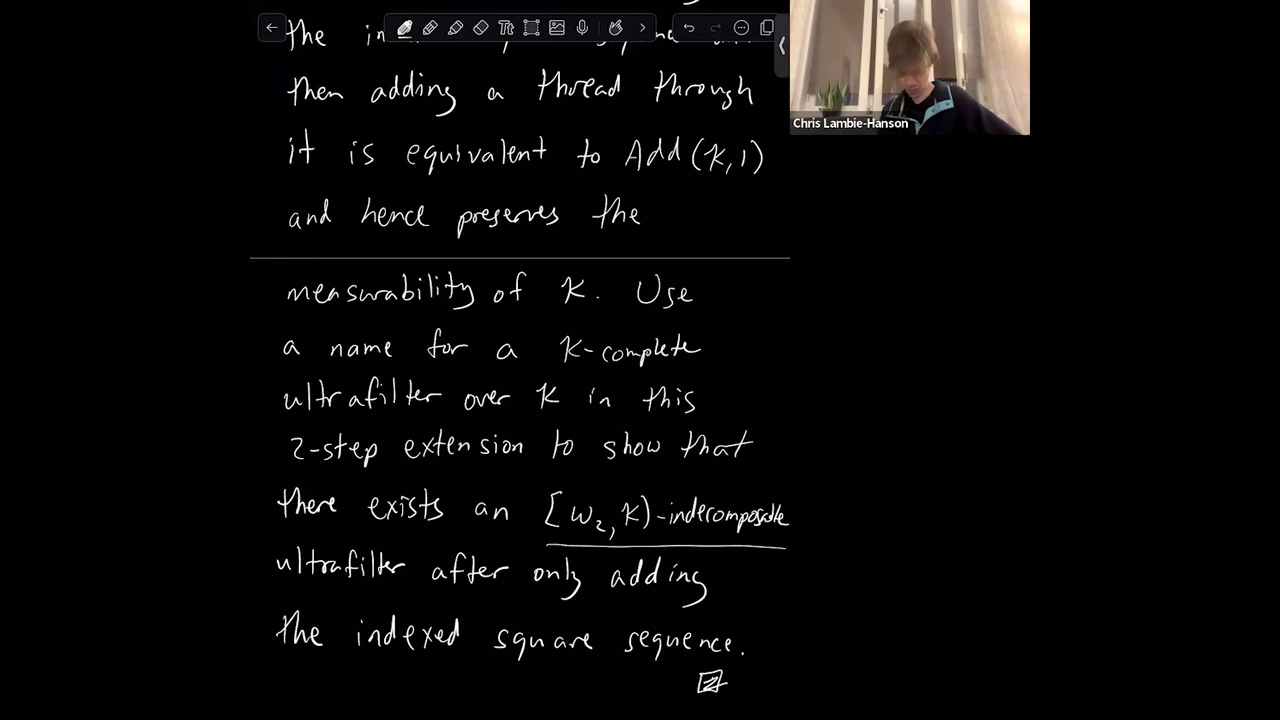 the
then adding a thread through
it is equivalent to Add(κ,1)
and hence preserves the
measurability of κ. Use
a name for a κ-complete
ultrafilter over κ in this
2-step extension to show that
there exists an [ω₂,κ)-indecomposable
ultrafilter after only adding
the indexed square sequence.
Tt
Chris Lambie-Hanson